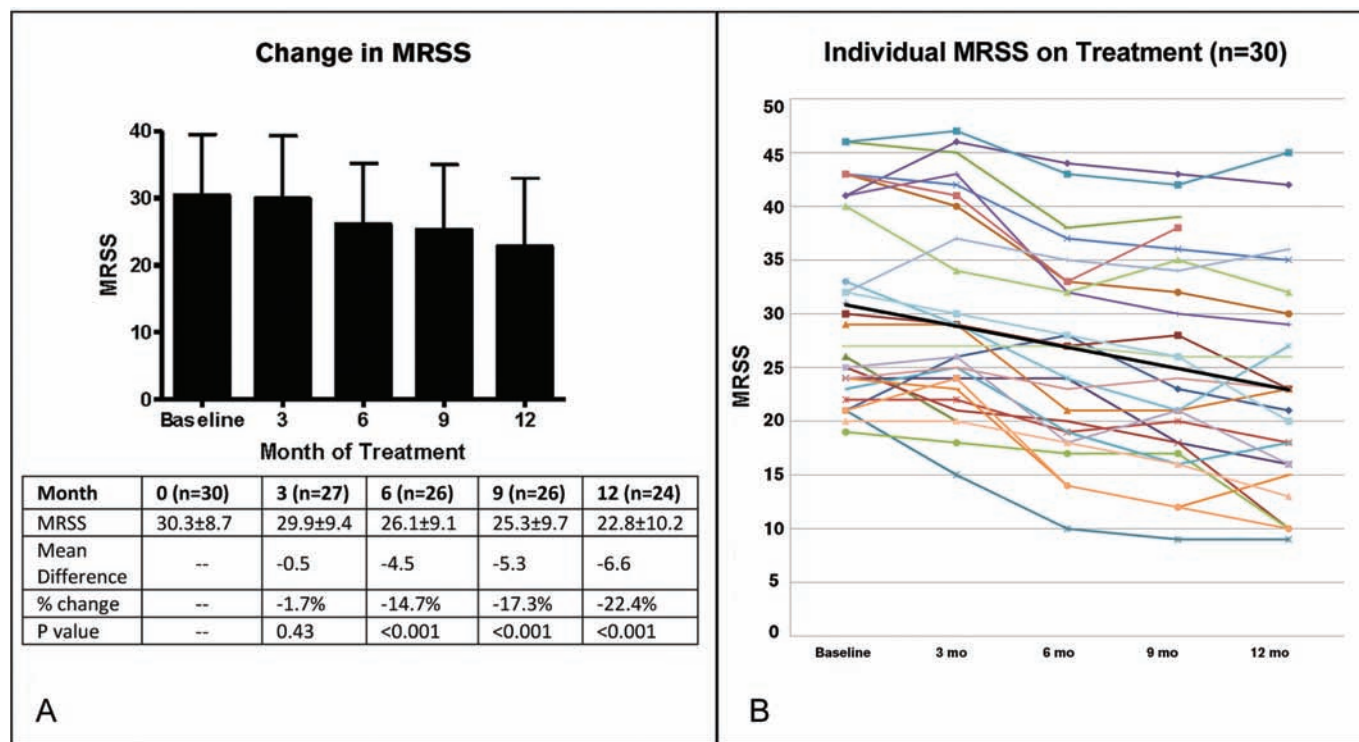 Change in MRSS
40
30
20
10
0
MRSS
Baseline 3 6 9 12
Month of Treatment
Month 0 (n=30) 3 (n=27) 6 (n=26) 9 (n=26) 12 (n=24)
MRSS 30.3±8.7 29.9±9.4 26.1±9.1 25.3±9.7 22.8±10.2
Mean
Difference -- -0.5 -4.5 -5.3 -6.6
% change -- -1.7% -14.7% -17.3% -22.4%
P value -- 0.43 <0.001 <0.001 <0.001
A
Individual MRSS on Treatment (n=30)
50
45
40
35
30
25
20
15
10
5
0
MRSS
Baseline 3 mo 6 mo 9 mo 12 mo
B